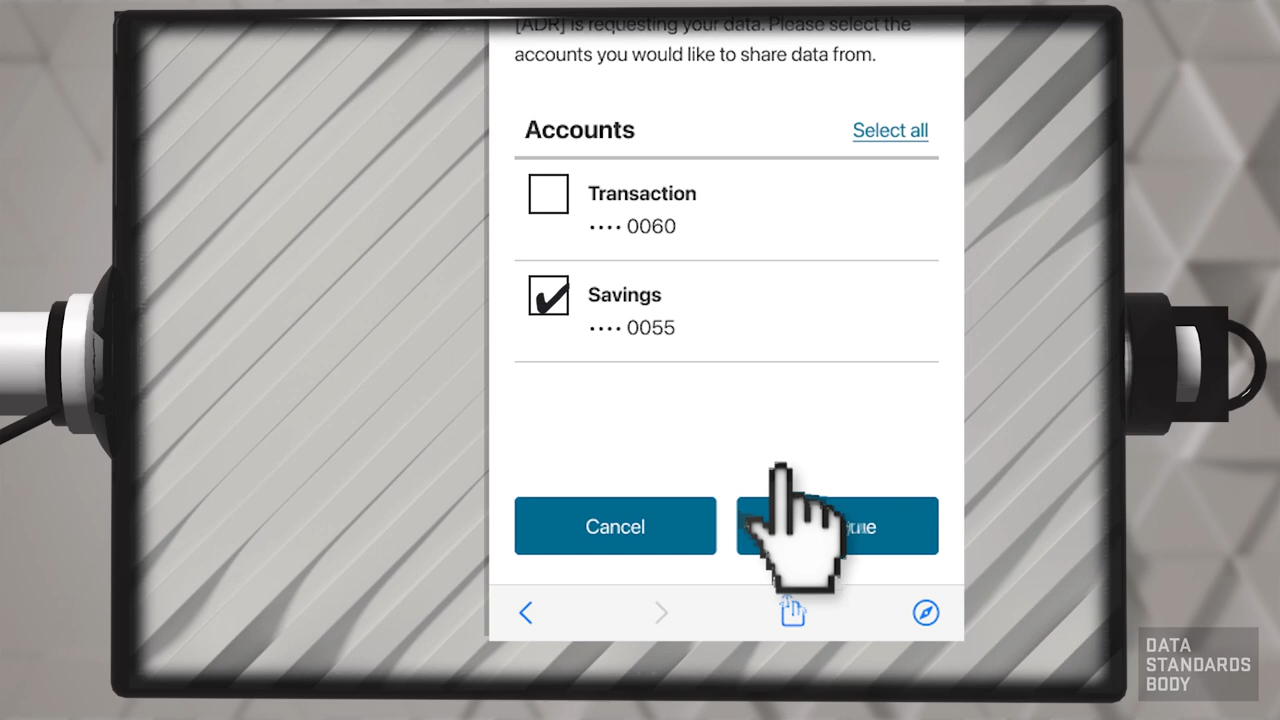 [ADR] is requesting your data. Please select the
accounts you would like to share data from.
Accounts
Select all
Transaction
•••• 0060
Savings
•••• 0055
Cancel
DATA
STANDARDS
BODY